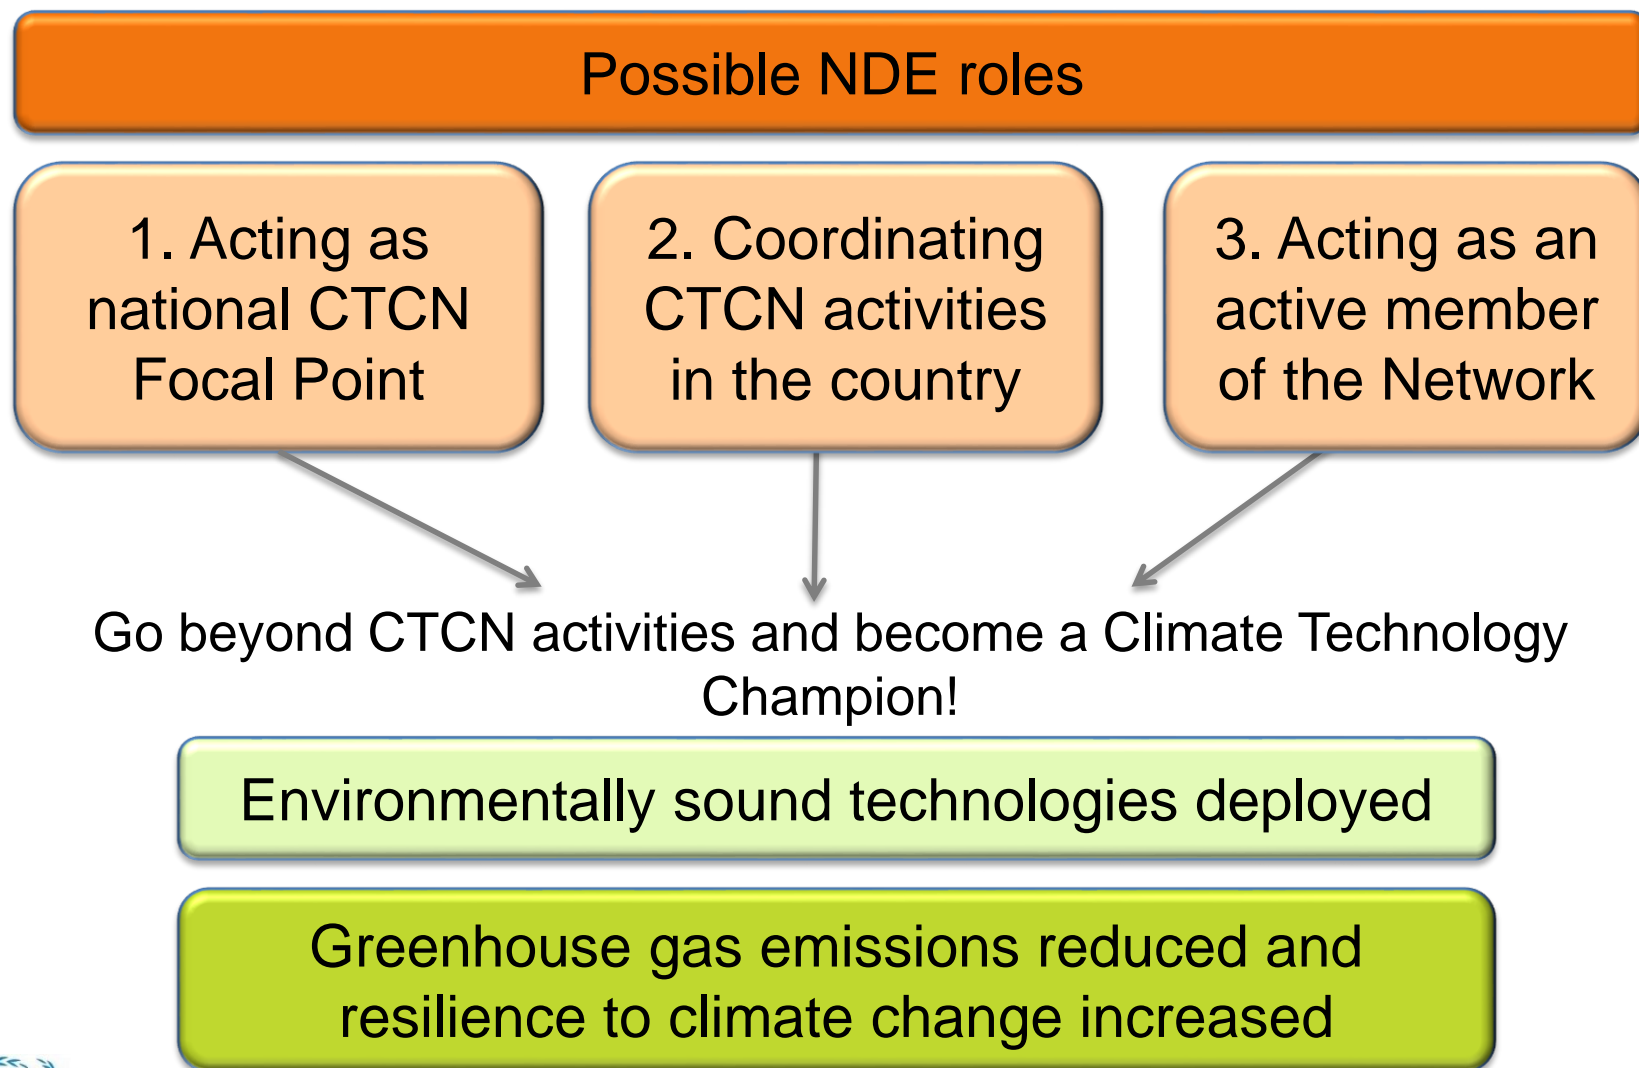 Possible NDE roles
1. Acting as
national CTCN
Focal Point
2. Coordinating
CTCN activities
in the country
3. Acting as an
active member
of the Network
Go beyond CTCN activities and become a Climate Technology
Champion!
Environmentally sound technologies deployed
Greenhouse gas emissions reduced and
resilience to climate change increased